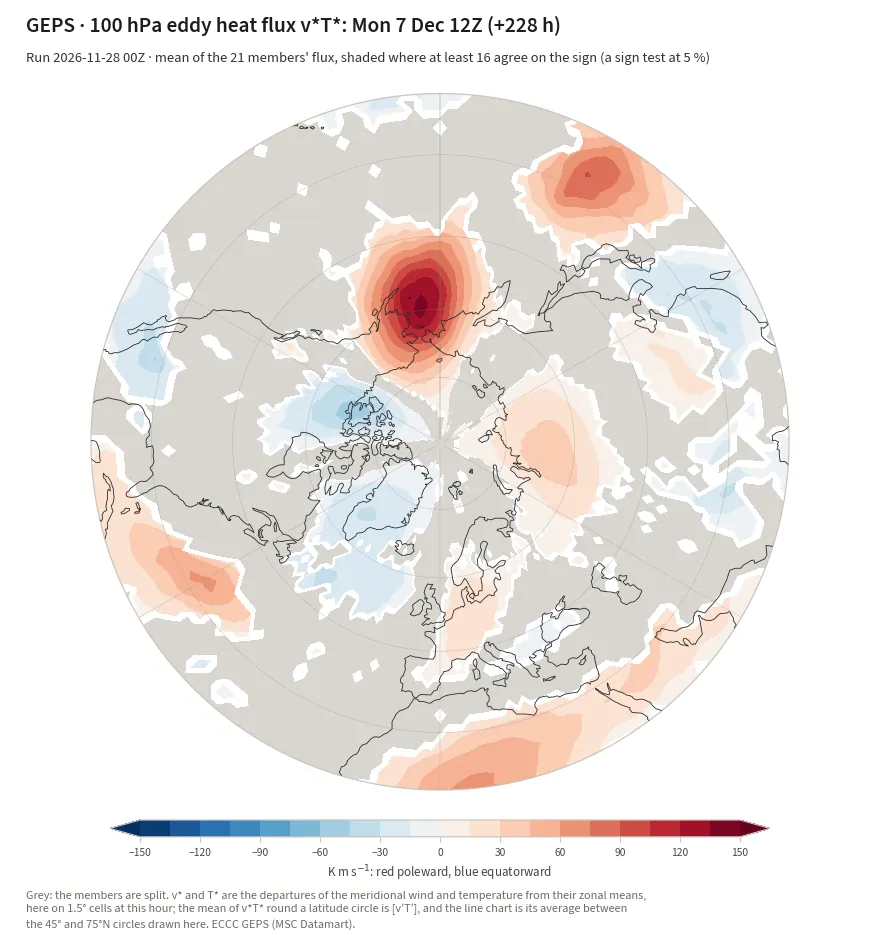 GEPS · 100 hPa eddy heat flux v*T*: Mon 7 Dec 12Z (+228 h)
Run 2026-11-28 00Z · mean of the 21 members' flux, shaded where at least 16 agree on the sign (a sign test at 5 %)
−150 −120 −90 −60 −30 0 30 60 90 120 150
K m s⁻¹: red poleward, blue equatorward
Grey: the members are split. v* and T* are the departures of the meridional wind and temperature from their zonal means,
here on 1.5° cells at this hour; the mean of v*T* round a latitude circle is [v'T'], and the line chart is its average between
the 45° and 75°N circles drawn here. ECCC GEPS (MSC Datamart).